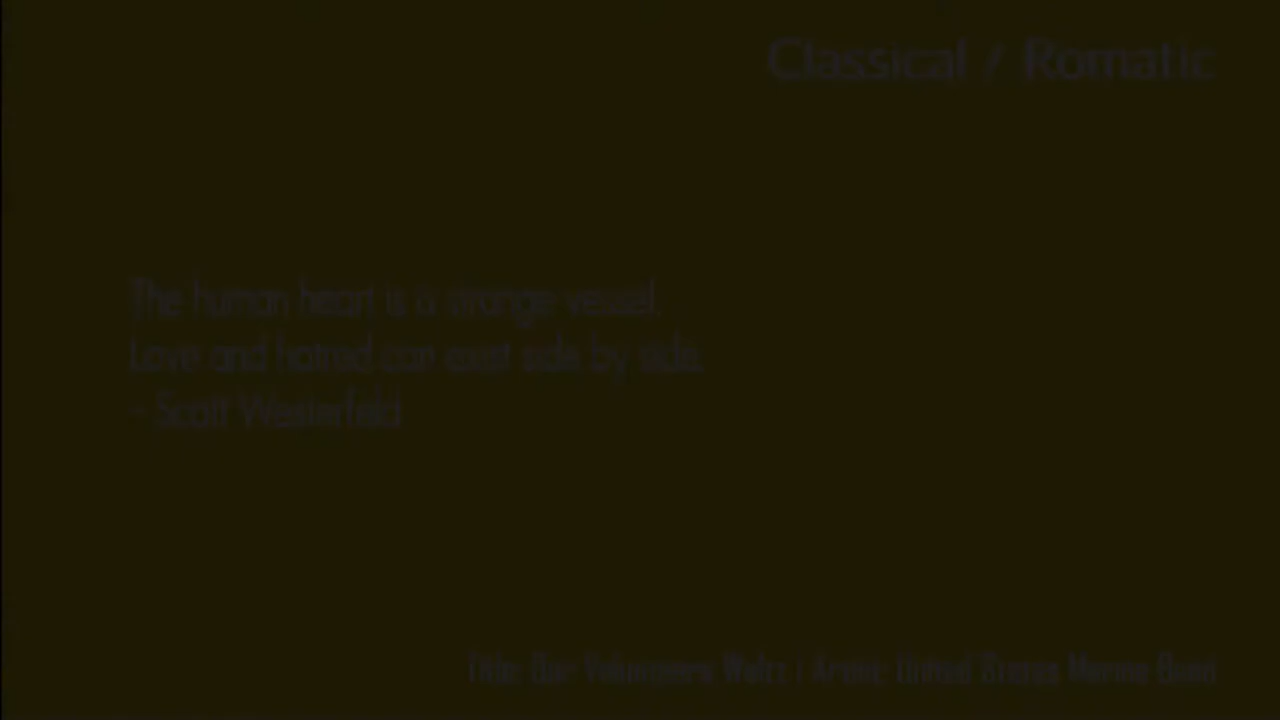 Classical / Romatic
The human heart is a strange vessel.
Love and hatred can exist side by side.
- Scott Westerfeld
Title: Our Volunteers Waltz / Artist: United States Marine Band